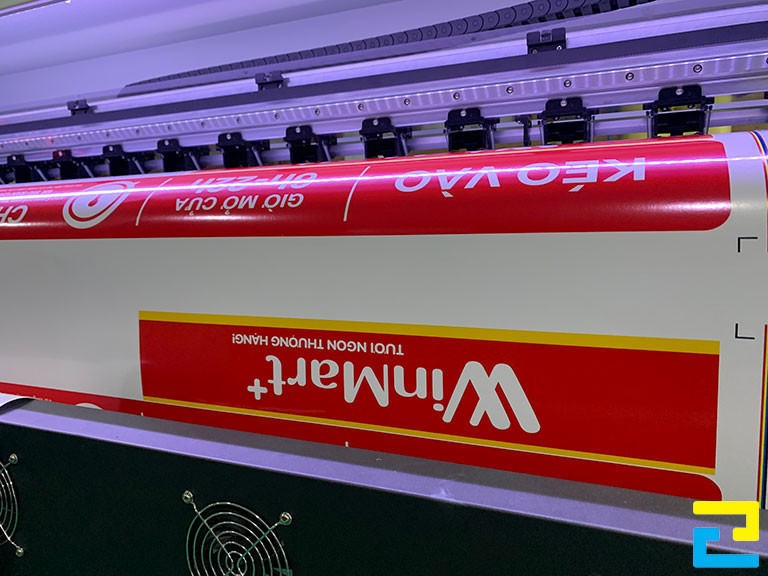 WinMart+
TƯƠI NGON THƯỢNG HẠNG!
KÉO VÀO
GIỜ MỞ CỬA